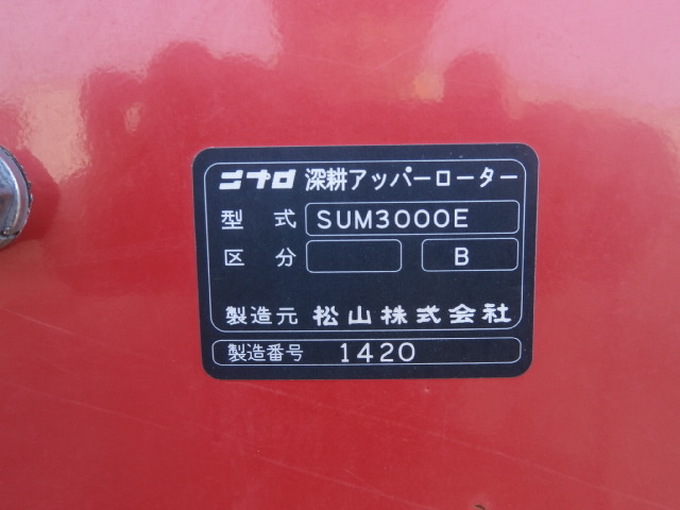 ニプロ 深耕アッパーローター
型式 SUM3000E
区分 B
製造元 松山株式会社
製造番号 1420